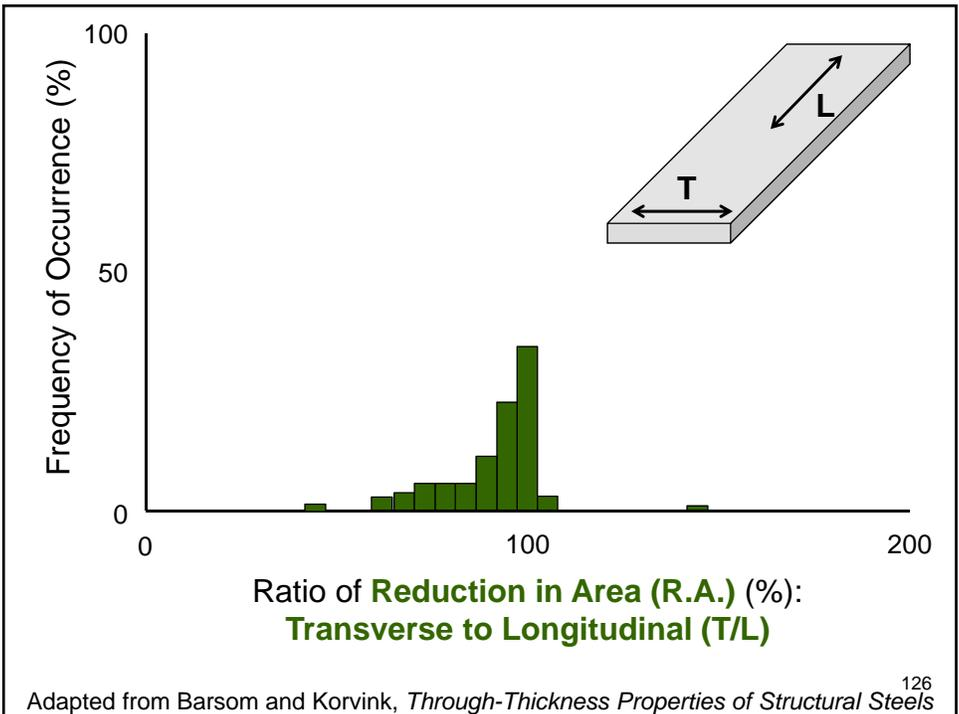 100
Frequency of Occurrence (%)
L
T
50
0
0
100
200
Ratio of Reduction in Area (R.A.) (%):
Transverse to Longitudinal (T/L)
126
Adapted from Barsom and Korvink, Through-Thickness Properties of Structural Steels